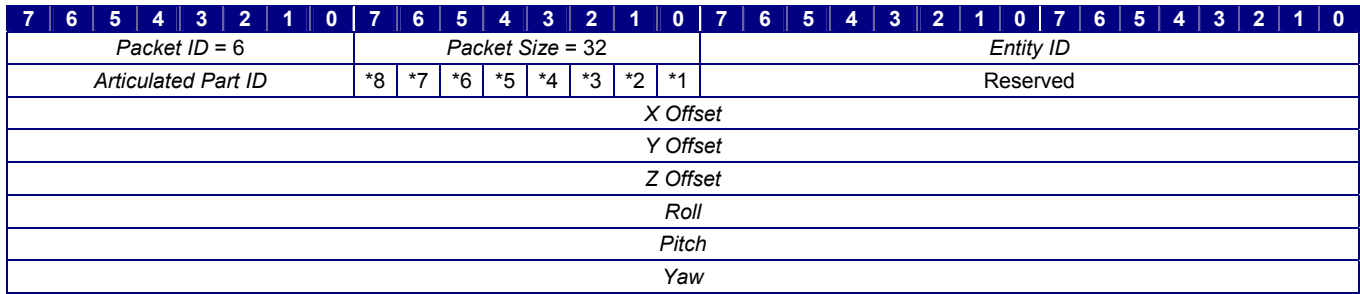 7 6 5 4 3 2 1 0 7 6 5 4 3 2 1 0 7 6 5 4 3 2 1 0 7 6 5 4 3 2 1 0
Packet ID = 6 Packet Size = 32 Entity ID
Articulated Part ID *8 *7 *6 *5 *4 *3 *2 *1 Reserved
X Offset
Y Offset
Z Offset
Roll
Pitch
Yaw